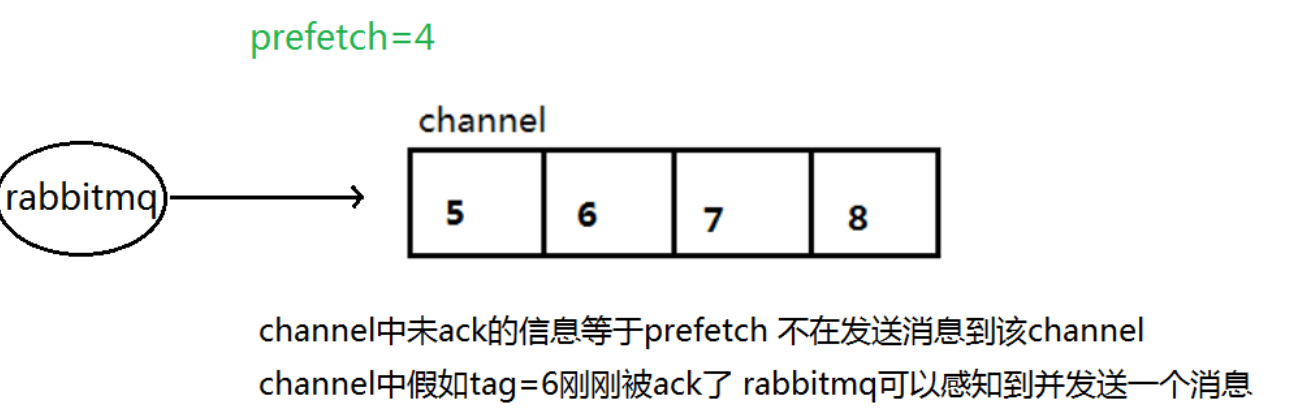 prefetch=4
channel
rabbitmq
5 6 7 8
channel中未ack的信息等于prefetch 不在发送消息到该channel
channel中假如tag=6刚刚被ack了 rabbitmq可以感知到并发送一个消息